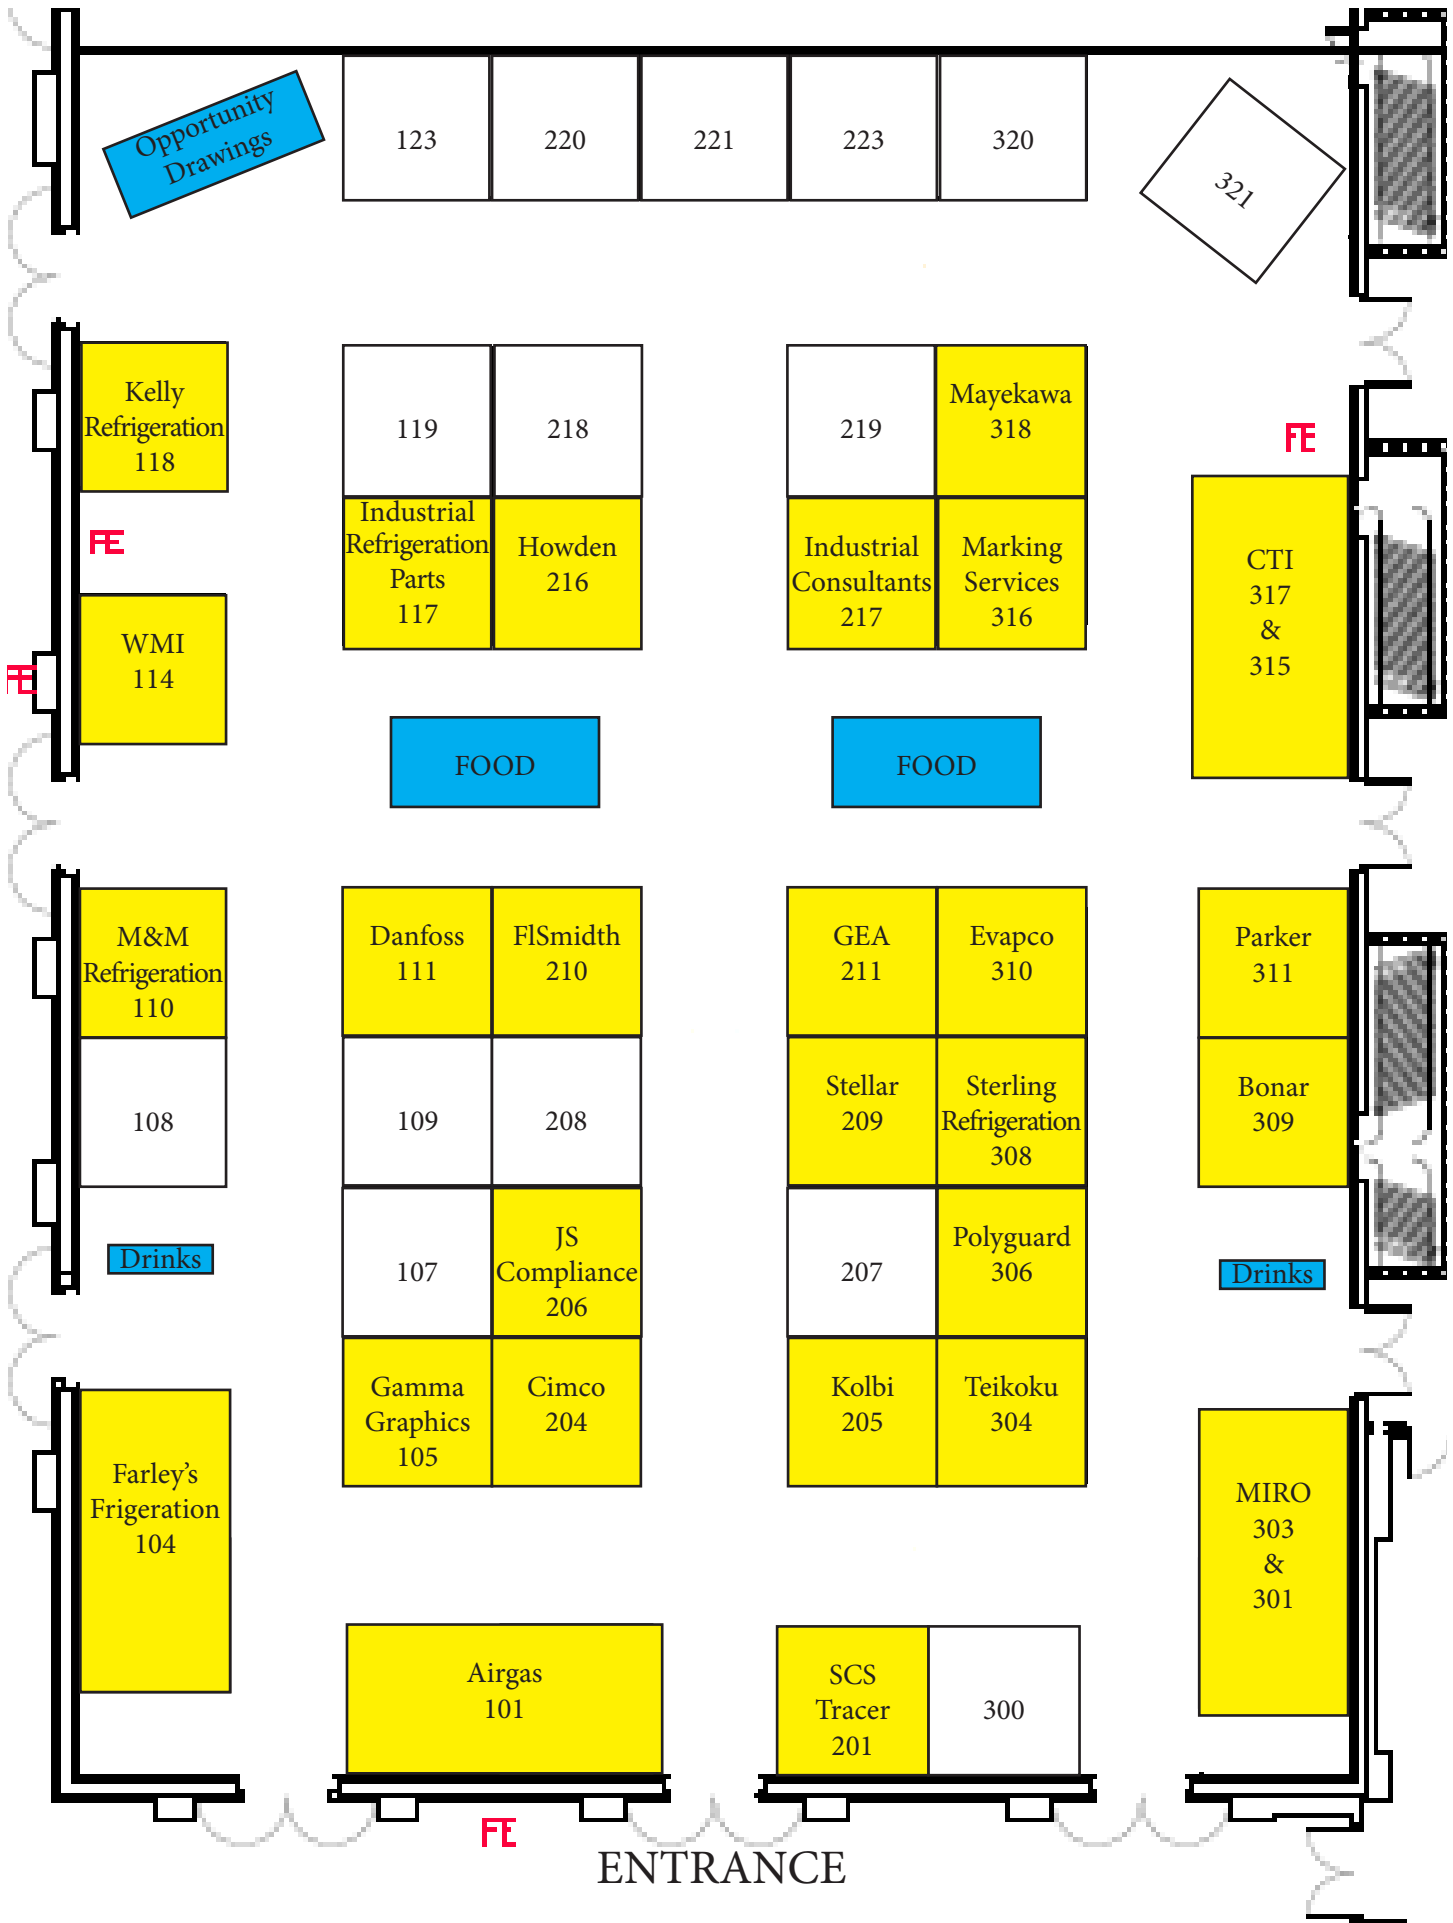 Opportunity
Drawings
123
220
221
223
320
321
Kelly
Refrigeration
118
119
218
219
Mayekawa
318
FE
FE
Industrial
Refrigeration
Parts
117
Howden
216
Industrial
Consultants
217
Marking
Services
316
CTI
317
&
315
WMI
114
FE
FOOD
FOOD
M&M
Refrigeration
110
Danfoss
111
FlSmidth
210
GEA
211
Evapco
310
Parker
311
108
109
208
Stellar
209
Sterling
Refrigeration
308
Bonar
309
Drinks
107
JS
Compliance
206
207
Polyguard
306
Drinks
Gamma
Graphics
105
Cimco
204
Kolbi
205
Teikoku
304
Farley's
Frigeration
104
MIRO
303
&
301
Airgas
101
SCS
Tracer
201
300
FE
ENTRANCE